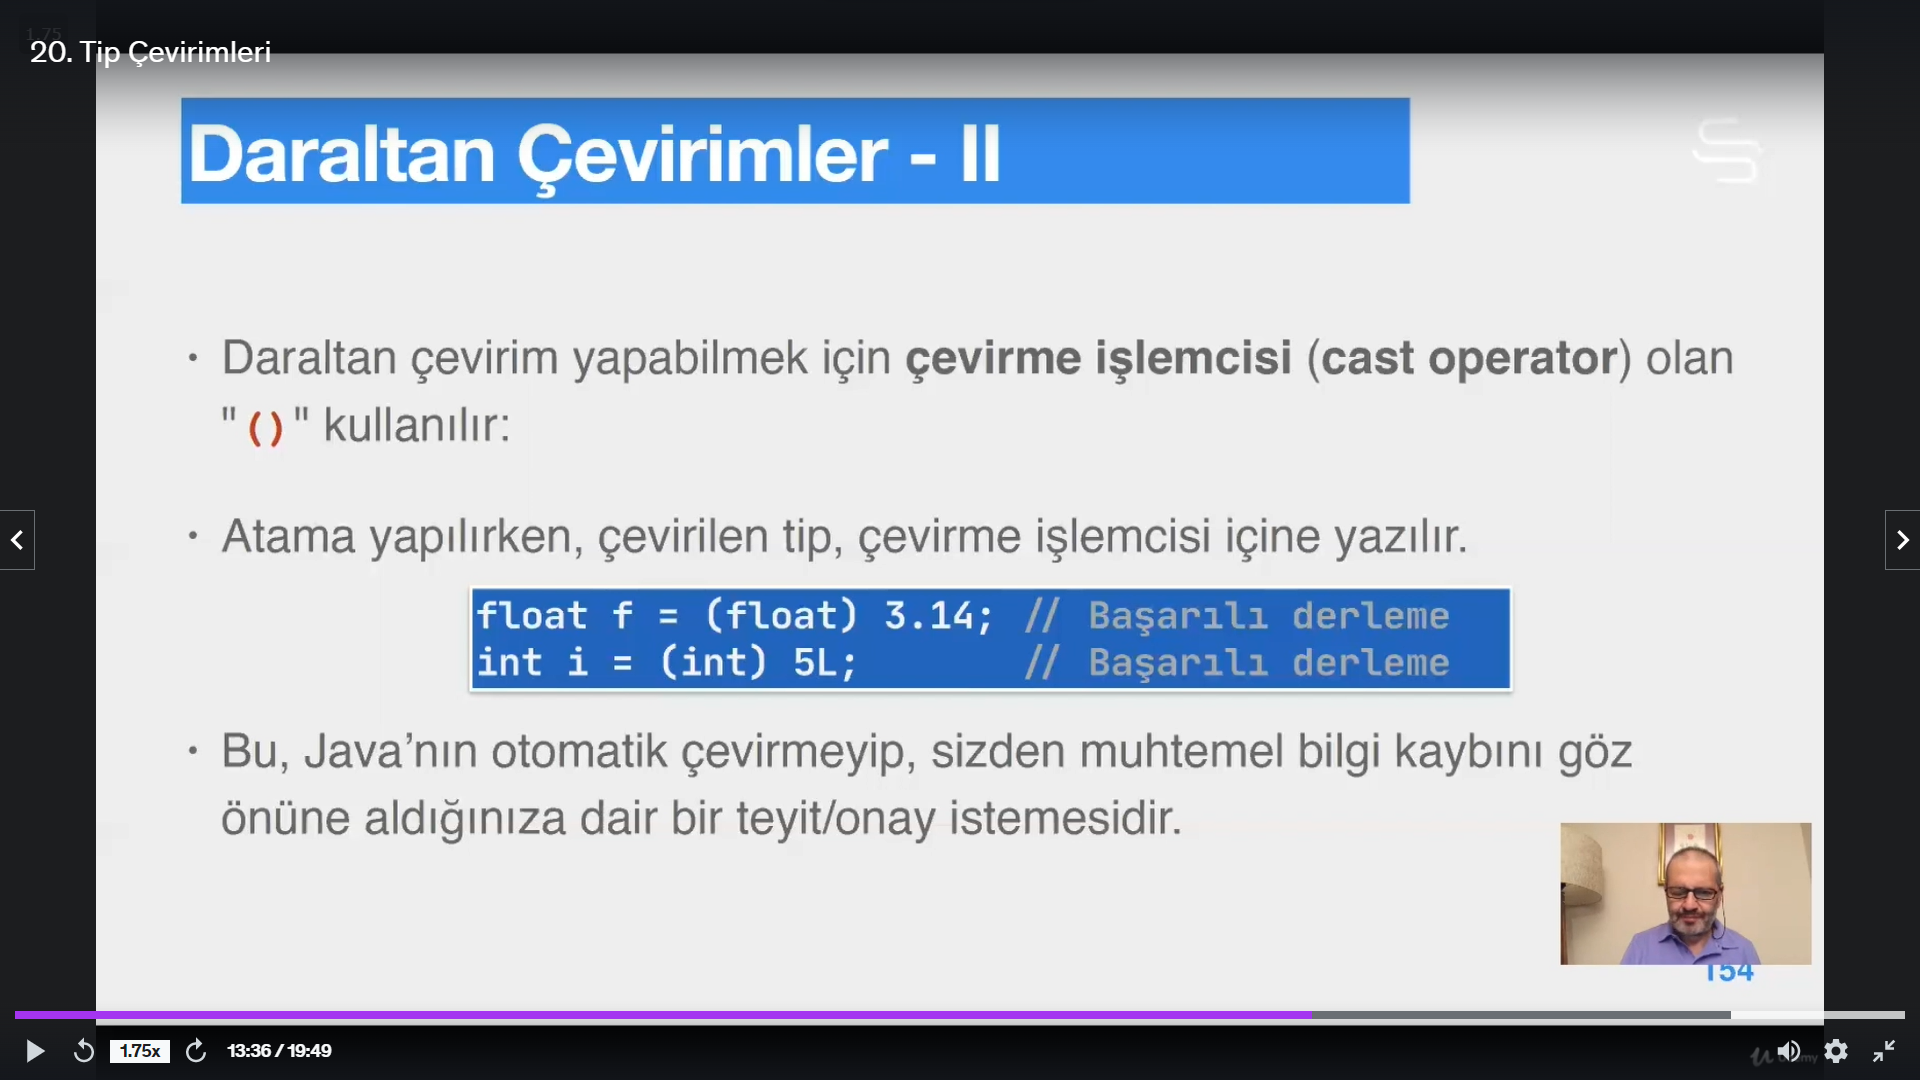 1.75
20. Tip Çevirimleri
Daraltan Çevirimler - II
• Daraltan çevirim yapabilmek için çevirme işlemcisi (cast operator) olan
"()" kullanılır:
• Atama yapılırken, çevirilen tip, çevirme işlemcisi içine yazılır.
float f = (float) 3.14; // Başarılı derleme
int i = (int) 5L; // Başarılı derleme
• Bu, Java’nın otomatik çevirmeyip, sizden muhtemel bilgi kaybını göz
önüne aldığınıza dair bir teyit/onay istemesidir.
154
1.75x
13:36 / 19:49